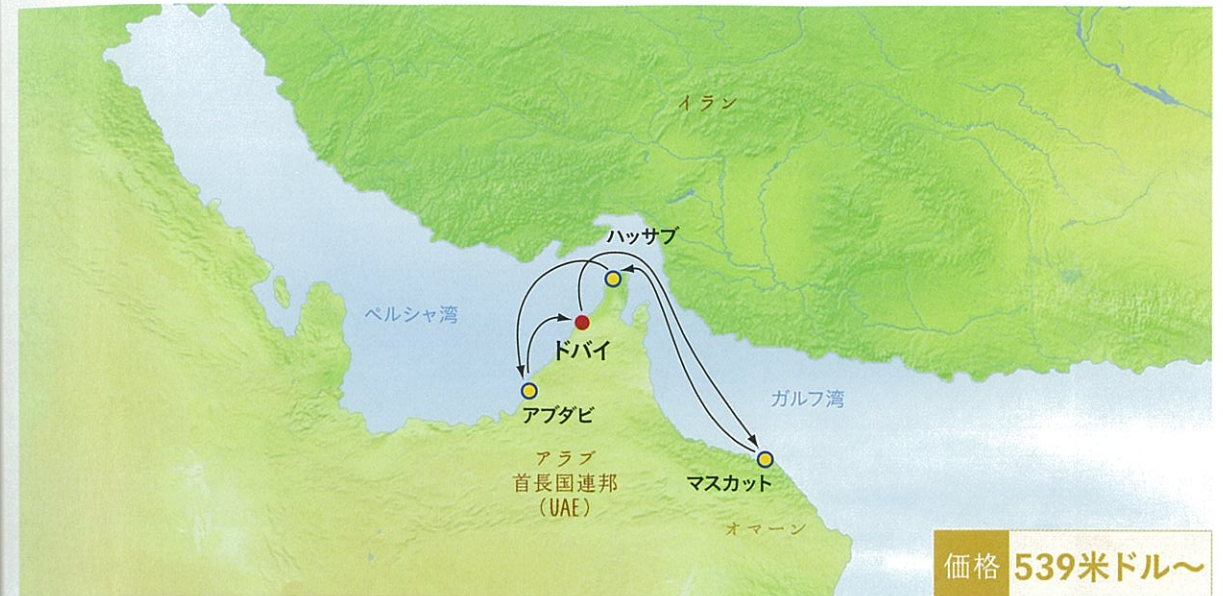 イラン
ハッサブ
ペルシャ湾
ドバイ
アブダビ
ガルフ湾
アラブ
首長国連邦
（UAE）
マスカット
オマーン
価格 539米ドル〜